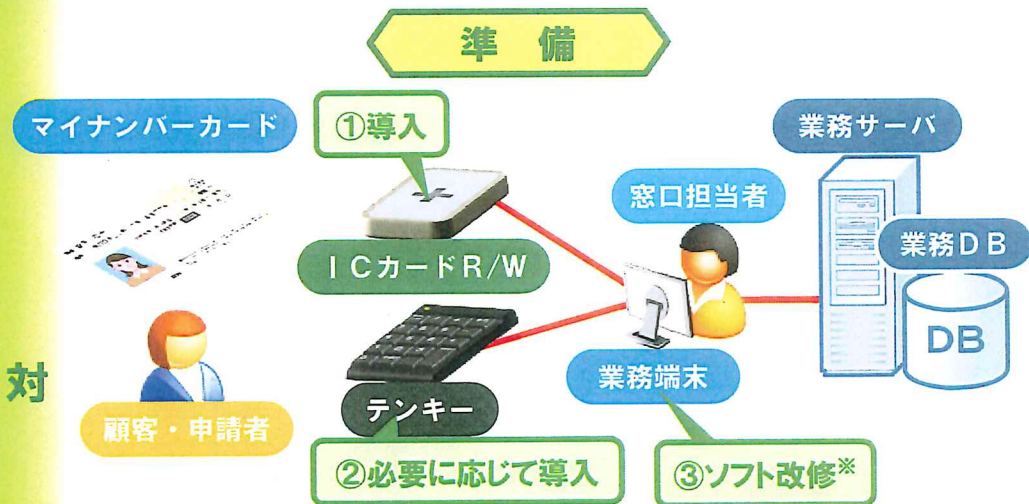 準 備
マイナンバーカード
①導入
業務サーバ
窓口担当者
業務DB
ICカードR/W
DB
対
業務端末
テンキー
顧客・申請者
②必要に応じて導入
③ソフト改修※